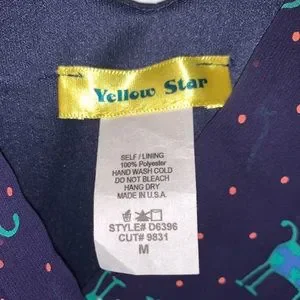 Yellow Star
SELF / LINING
100% Polyester
HAND WASH COLD
DO NOT BLEACH
HANG DRY
MADE IN U.S.A.
STYLE# D6396
CUT# 9831
M